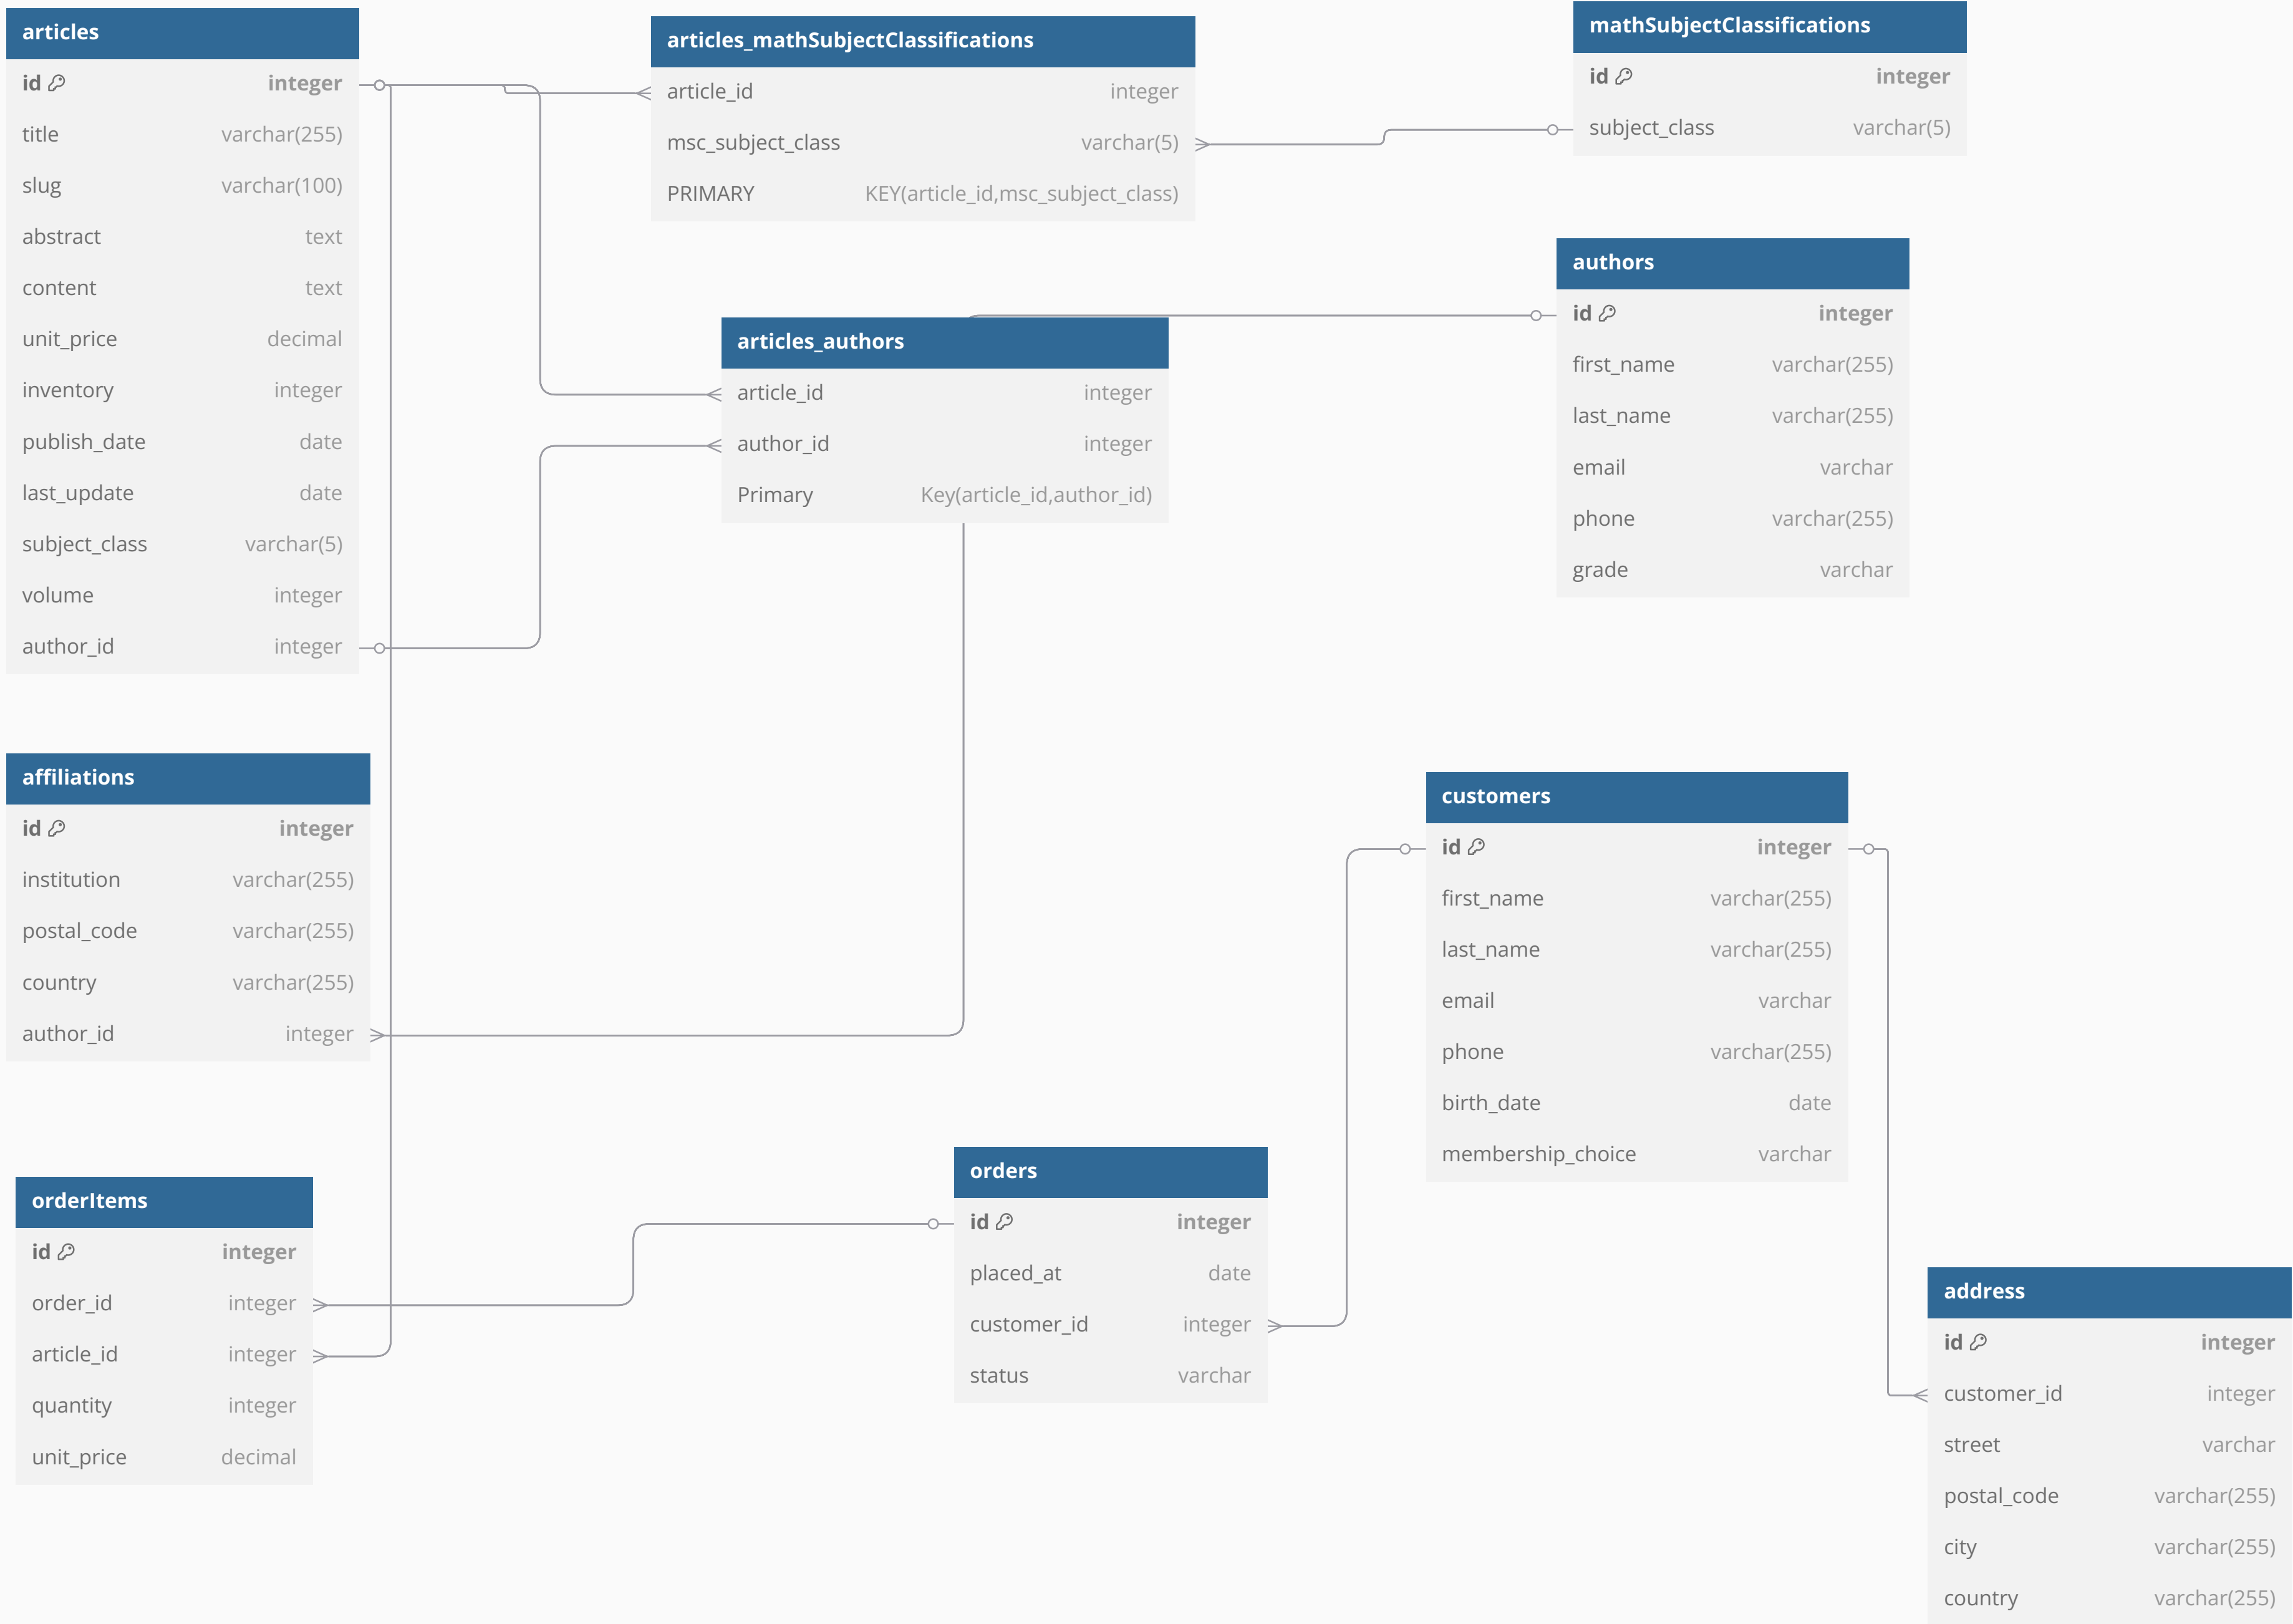 articles
id integer
title varchar(255)
slug varchar(100)
abstract text
content text
unit_price decimal
inventory integer
publish_date date
last_update date
subject_class varchar(5)
volume integer
author_id integer
articles_mathSubjectClassifications
article_id integer
msc_subject_class varchar(5)
PRIMARY KEY(article_id,msc_subject_class)
mathSubjectClassifications
id integer
subject_class varchar(5)
articles_authors
article_id integer
author_id integer
Primary Key(article_id,author_id)
authors
id integer
first_name varchar(255)
last_name varchar(255)
email varchar
phone varchar(255)
grade varchar
affiliations
id integer
institution varchar(255)
postal_code varchar(255)
country varchar(255)
author_id integer
customers
id integer
first_name varchar(255)
last_name varchar(255)
email varchar
phone varchar(255)
birth_date date
membership_choice varchar
orderItems
id integer
order_id integer
article_id integer
quantity integer
unit_price decimal
orders
id integer
placed_at date
customer_id integer
status varchar
address
id integer
customer_id integer
street varchar
postal_code varchar(255)
city varchar(255)
country varchar(255)